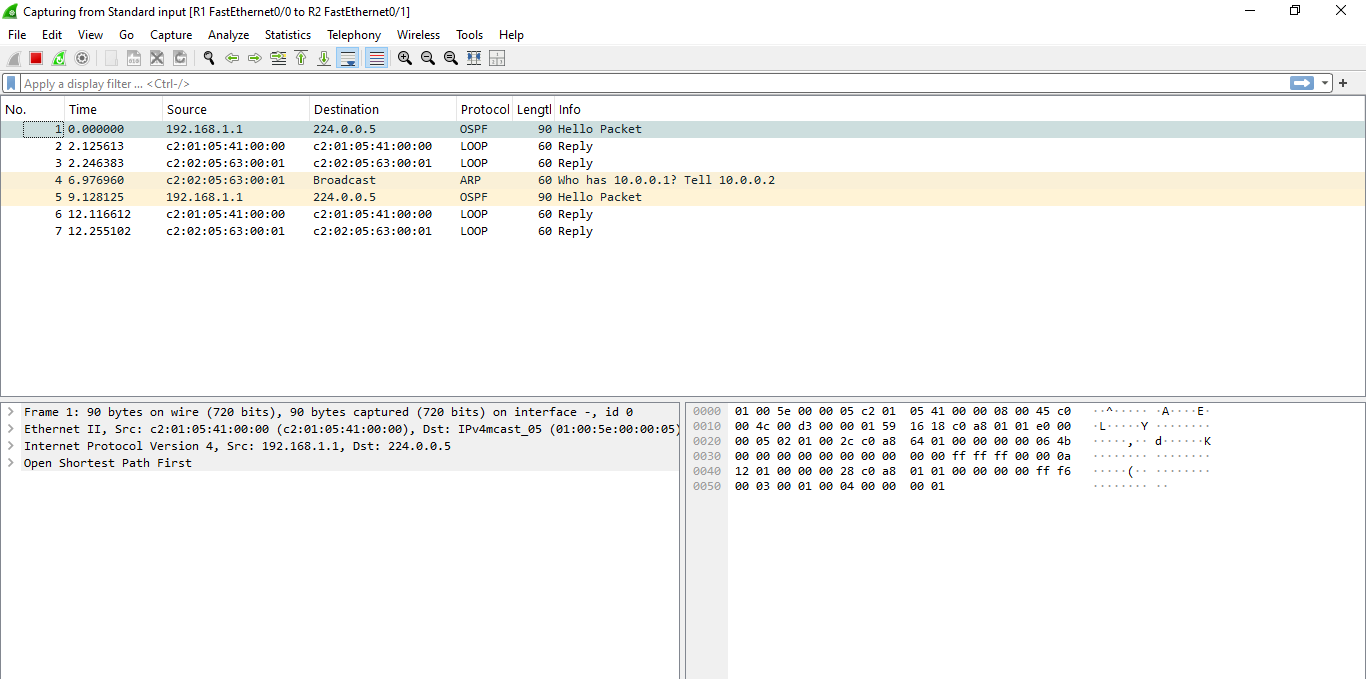 Capturing from Standard input [R1 FastEthernet0/0 to R2 FastEthernet0/1]
File Edit View Go Capture Analyze Statistics Telephony Wireless Tools Help
Apply a display filter ... <Ctrl-/>
No. Time Source Destination Protocol Lengtl Info
1 0.000000 192.168.1.1 224.0.0.5 OSPF 90 Hello Packet
2 2.125613 c2:01:05:41:00:00 c2:01:05:41:00:00 LOOP 60 Reply
3 2.246383 c2:02:05:63:00:01 c2:02:05:63:00:01 LOOP 60 Reply
4 6.976960 c2:02:05:63:00:01 Broadcast ARP 60 Who has 10.0.0.1? Tell 10.0.0.2
5 9.128125 192.168.1.1 224.0.0.5 OSPF 90 Hello Packet
6 12.116612 c2:01:05:41:00:00 c2:01:05:41:00:00 LOOP 60 Reply
7 12.255102 c2:02:05:63:00:01 c2:02:05:63:00:01 LOOP 60 Reply
Frame 1: 90 bytes on wire (720 bits), 90 bytes captured (720 bits) on interface -, id 0
Ethernet II, Src: c2:01:05:41:00:00 (c2:01:05:41:00:00), Dst: IPv4mcast_05 (01:00:5e:00:00:05)
Internet Protocol Version 4, Src: 192.168.1.1, Dst: 224.0.0.5
Open Shortest Path First
0000 01 00 5e 00 00 05 c2 01 05 41 00 00 08 00 45 c0 ··^····· ·A····E·
0010 00 4c 00 d3 00 00 01 59 16 18 c0 a8 01 01 e0 00 ·L·····Y ········
0020 00 05 02 01 00 2c c0 a8 64 01 00 00 00 00 06 4b ·····,·· d······K
0030 00 00 00 00 00 00 00 00 00 00 ff ff ff 00 00 0a ········ ········
0040 12 01 00 00 00 28 c0 a8 01 01 00 00 00 00 ff f6 ·····(·· ········
0050 00 03 00 01 00 04 00 00 00 01 ········ ··